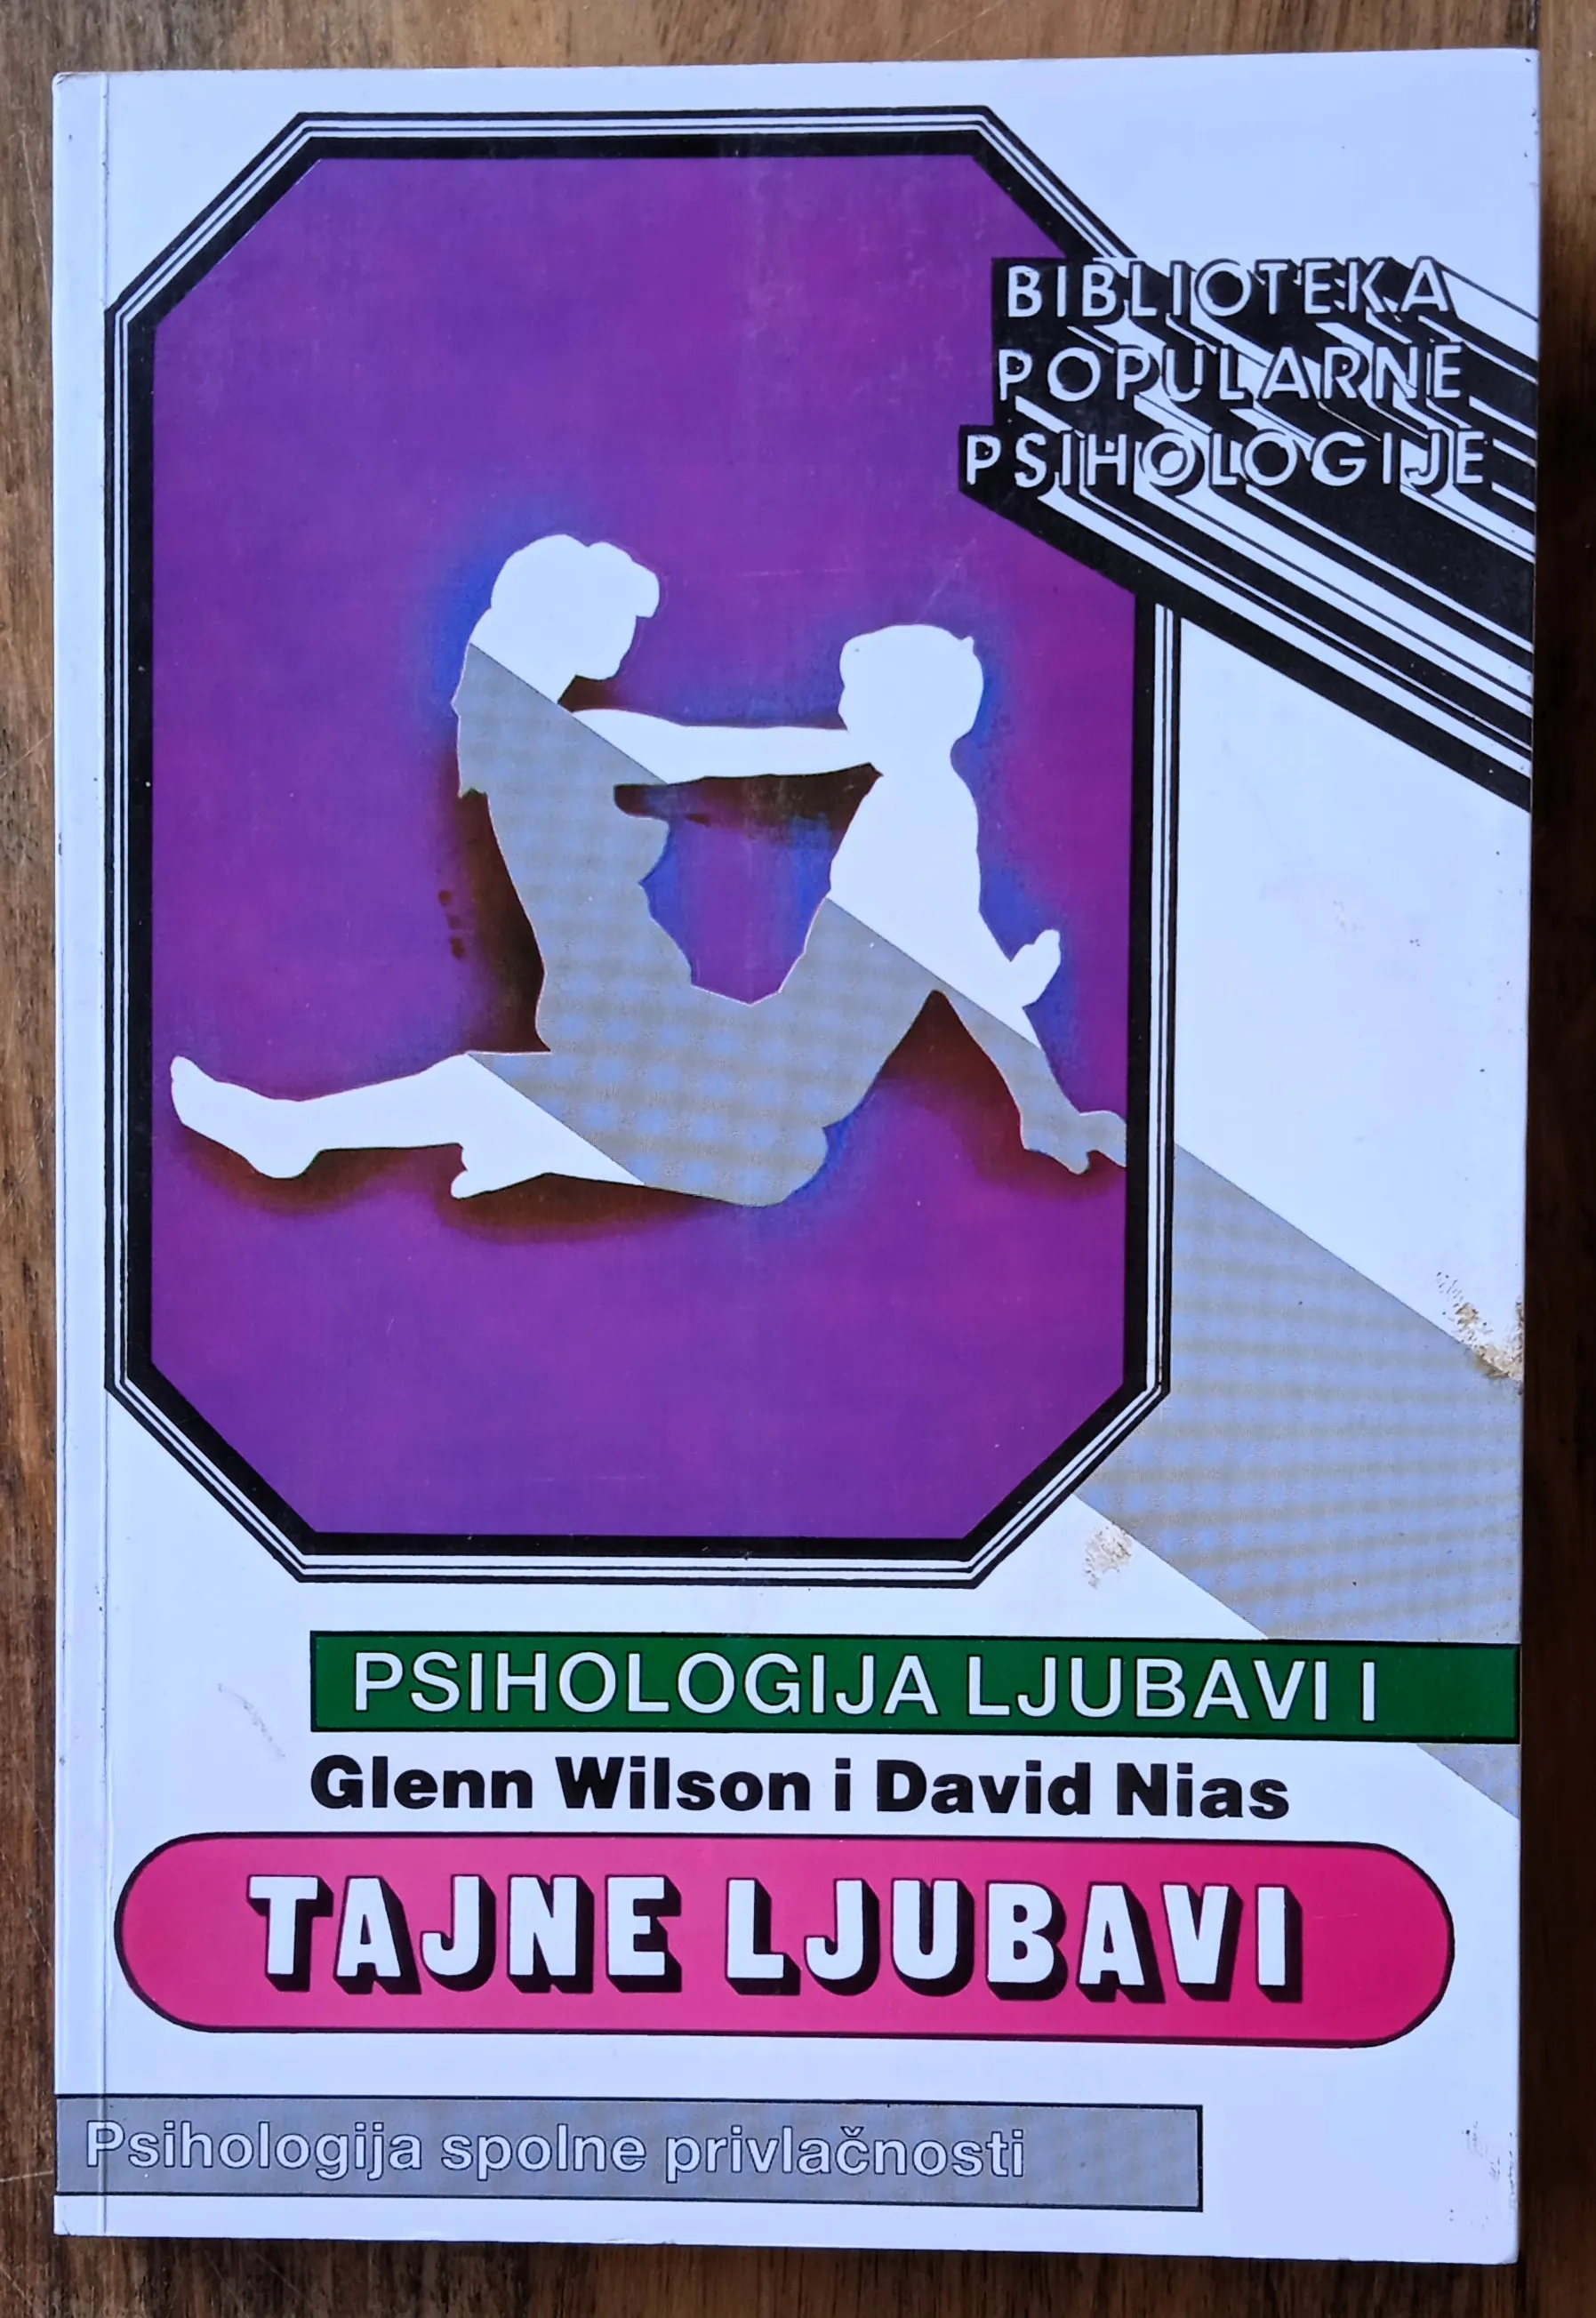 BIBLIOTEKA
POPULARNE
PSIHOLOGIJE
PSIHOLOGIJA LJUBAVI I
Glenn Wilson i David Nias
TAJNE LJUBAVI
Psihologija spolne privlačnosti